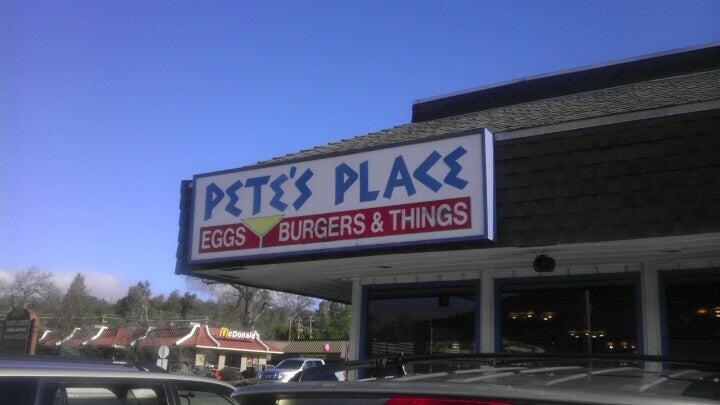 PETE'S PLACE
EGGS BURGERS & THINGS
McDonald's